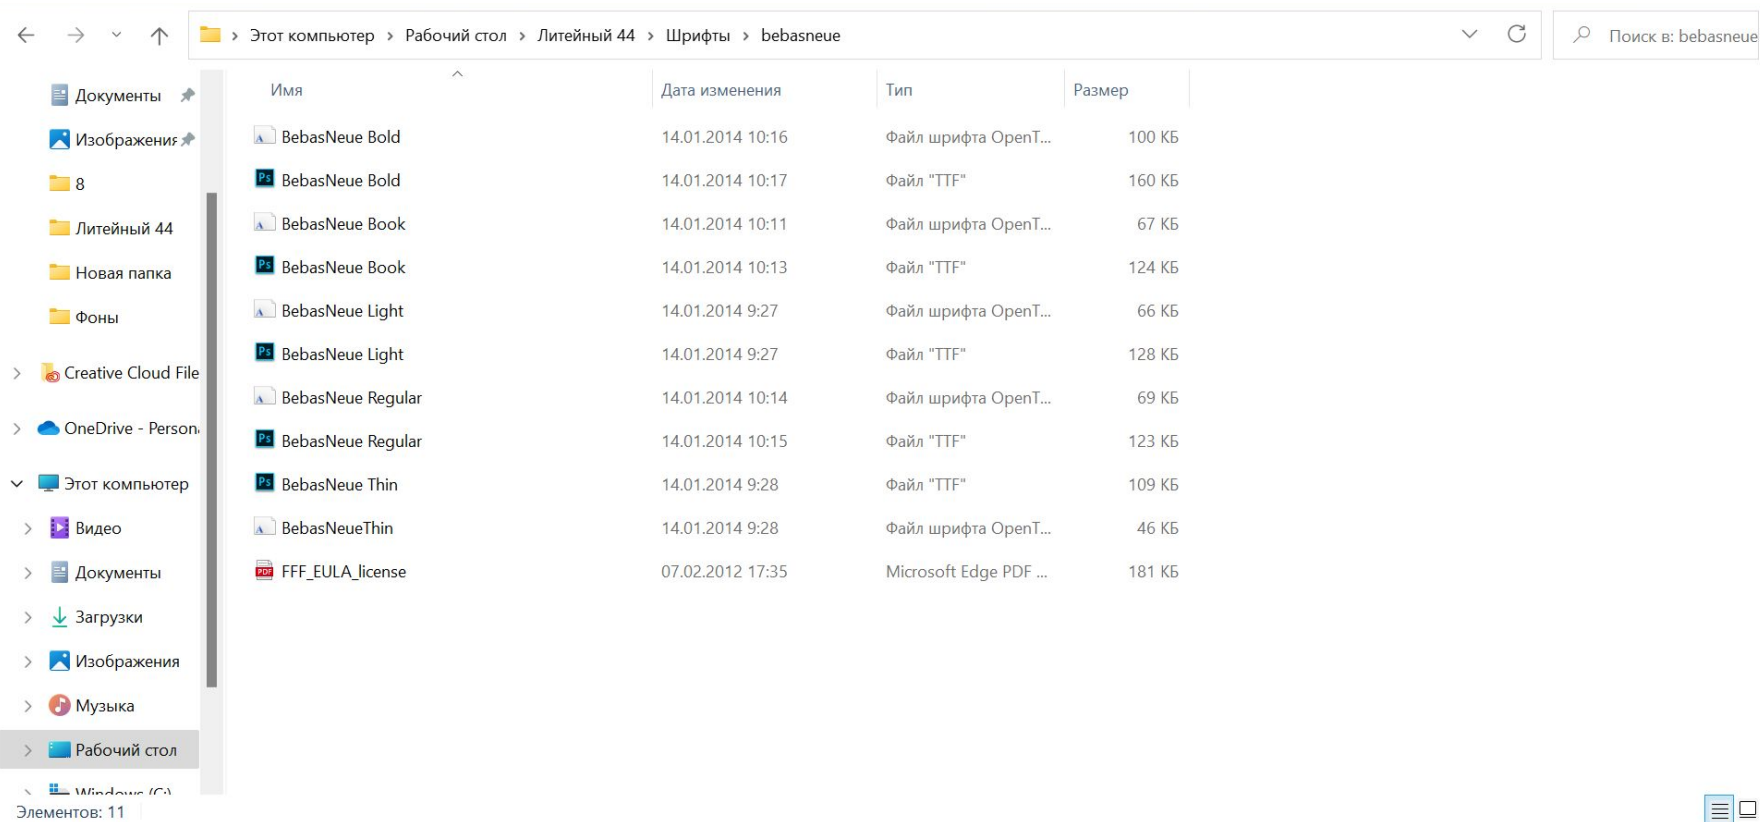 Этот компьютер > Рабочий стол > Литейный 44 > Шрифты > bebasneue
Поиск в: bebasneue
Документы
Изображения
8
Литейный 44
Новая папка
Фоны
Creative Cloud File
OneDrive - Person
Этот компьютер
Видео
Документы
Загрузки
Изображения
Музыка
Рабочий стол
Windows (C:)
Имя Дата изменения Тип Размер
BebasNeue Bold 14.01.2014 10:16 Файл шрифта OpenT... 100 КБ
BebasNeue Bold 14.01.2014 10:17 Файл "TTF" 160 КБ
BebasNeue Book 14.01.2014 10:11 Файл шрифта OpenT... 67 КБ
BebasNeue Book 14.01.2014 10:13 Файл "TTF" 124 КБ
BebasNeue Light 14.01.2014 9:27 Файл шрифта OpenT... 66 КБ
BebasNeue Light 14.01.2014 9:27 Файл "TTF" 128 КБ
BebasNeue Regular 14.01.2014 10:14 Файл шрифта OpenT... 69 КБ
BebasNeue Regular 14.01.2014 10:15 Файл "TTF" 123 КБ
BebasNeue Thin 14.01.2014 9:28 Файл "TTF" 109 КБ
BebasNeueThin 14.01.2014 9:28 Файл шрифта OpenT... 46 КБ
FFF_EULA_license 07.02.2012 17:35 Microsoft Edge PDF ... 181 КБ
Элементов: 11